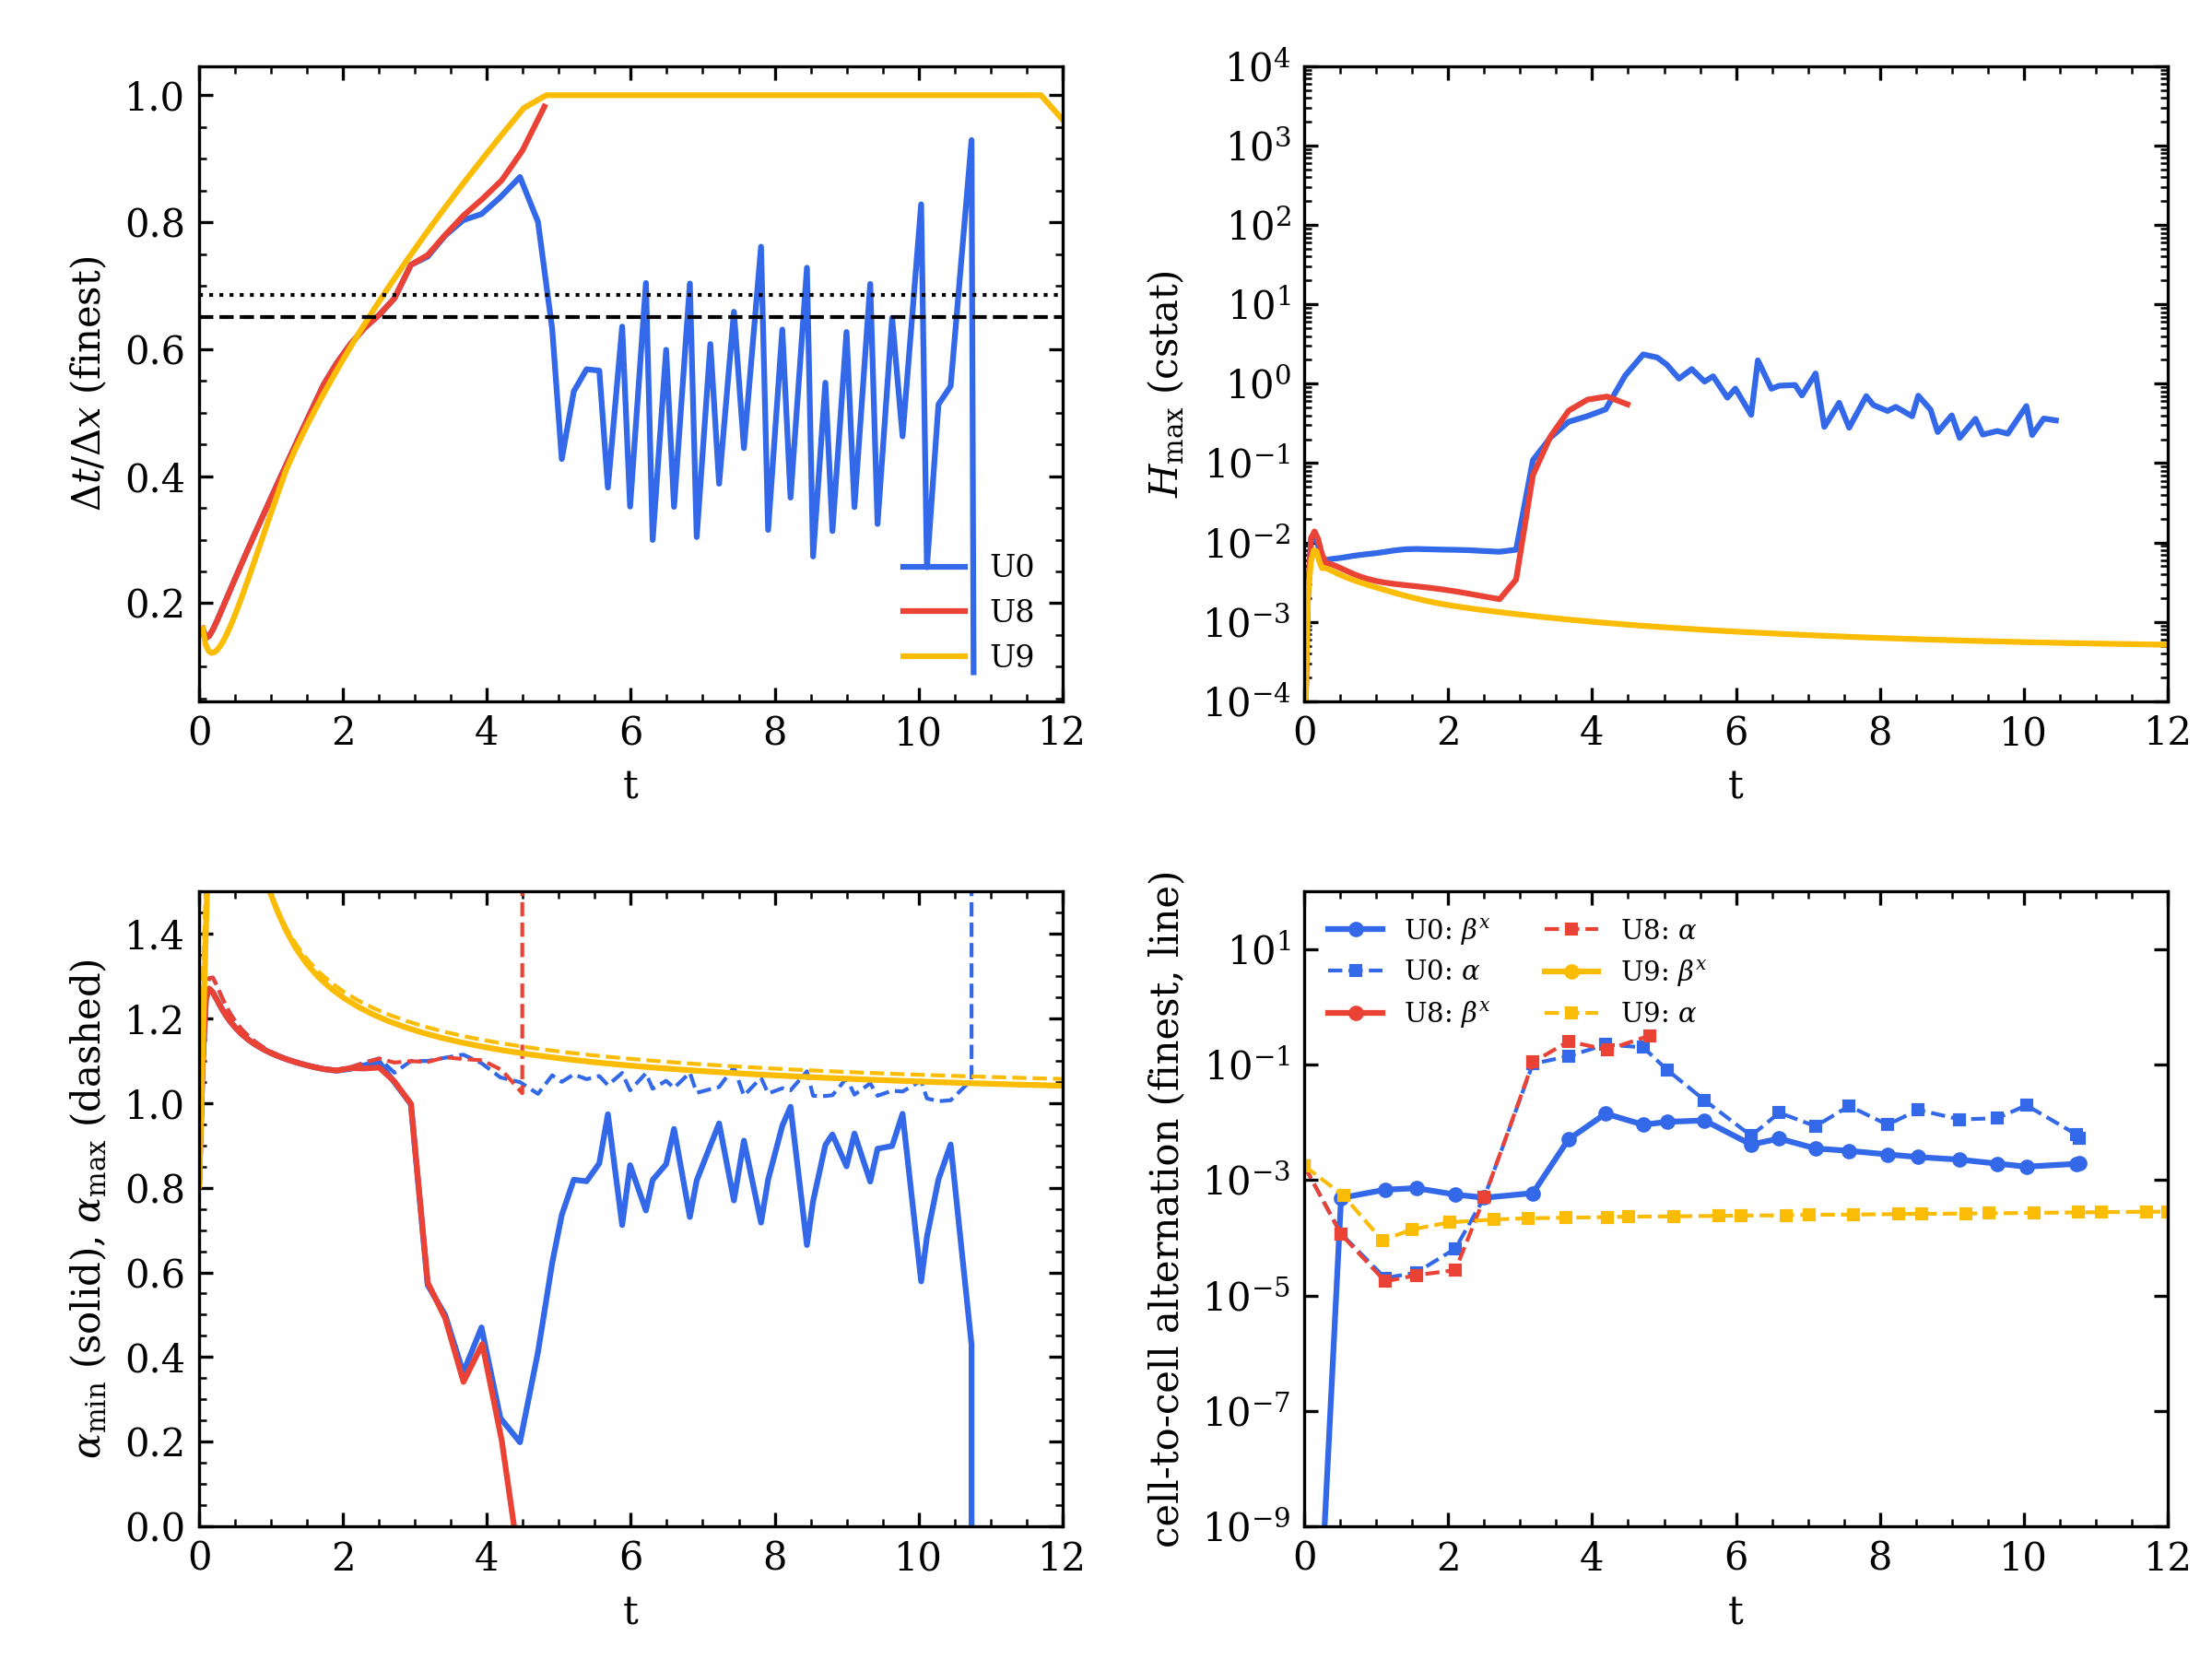 Δt/Δx (finest)
1.0
0.8
0.6
0.4
0.2
0 2 4 6 8 10 12
t
U0
U8
U9
H_max (cstat)
10^4
10^3
10^2
10^1
10^0
10^-1
10^-2
10^-3
10^-4
0 2 4 6 8 10 12
t
α_min (solid), α_max (dashed)
1.4
1.2
1.0
0.8
0.6
0.4
0.2
0.0
0 2 4 6 8 10 12
t
cell-to-cell alternation (finest, line)
10^1
10^-1
10^-3
10^-5
10^-7
10^-9
0 2 4 6 8 10 12
t
U0: β^x
U0: α
U8: β^x
U8: α
U9: β^x
U9: α